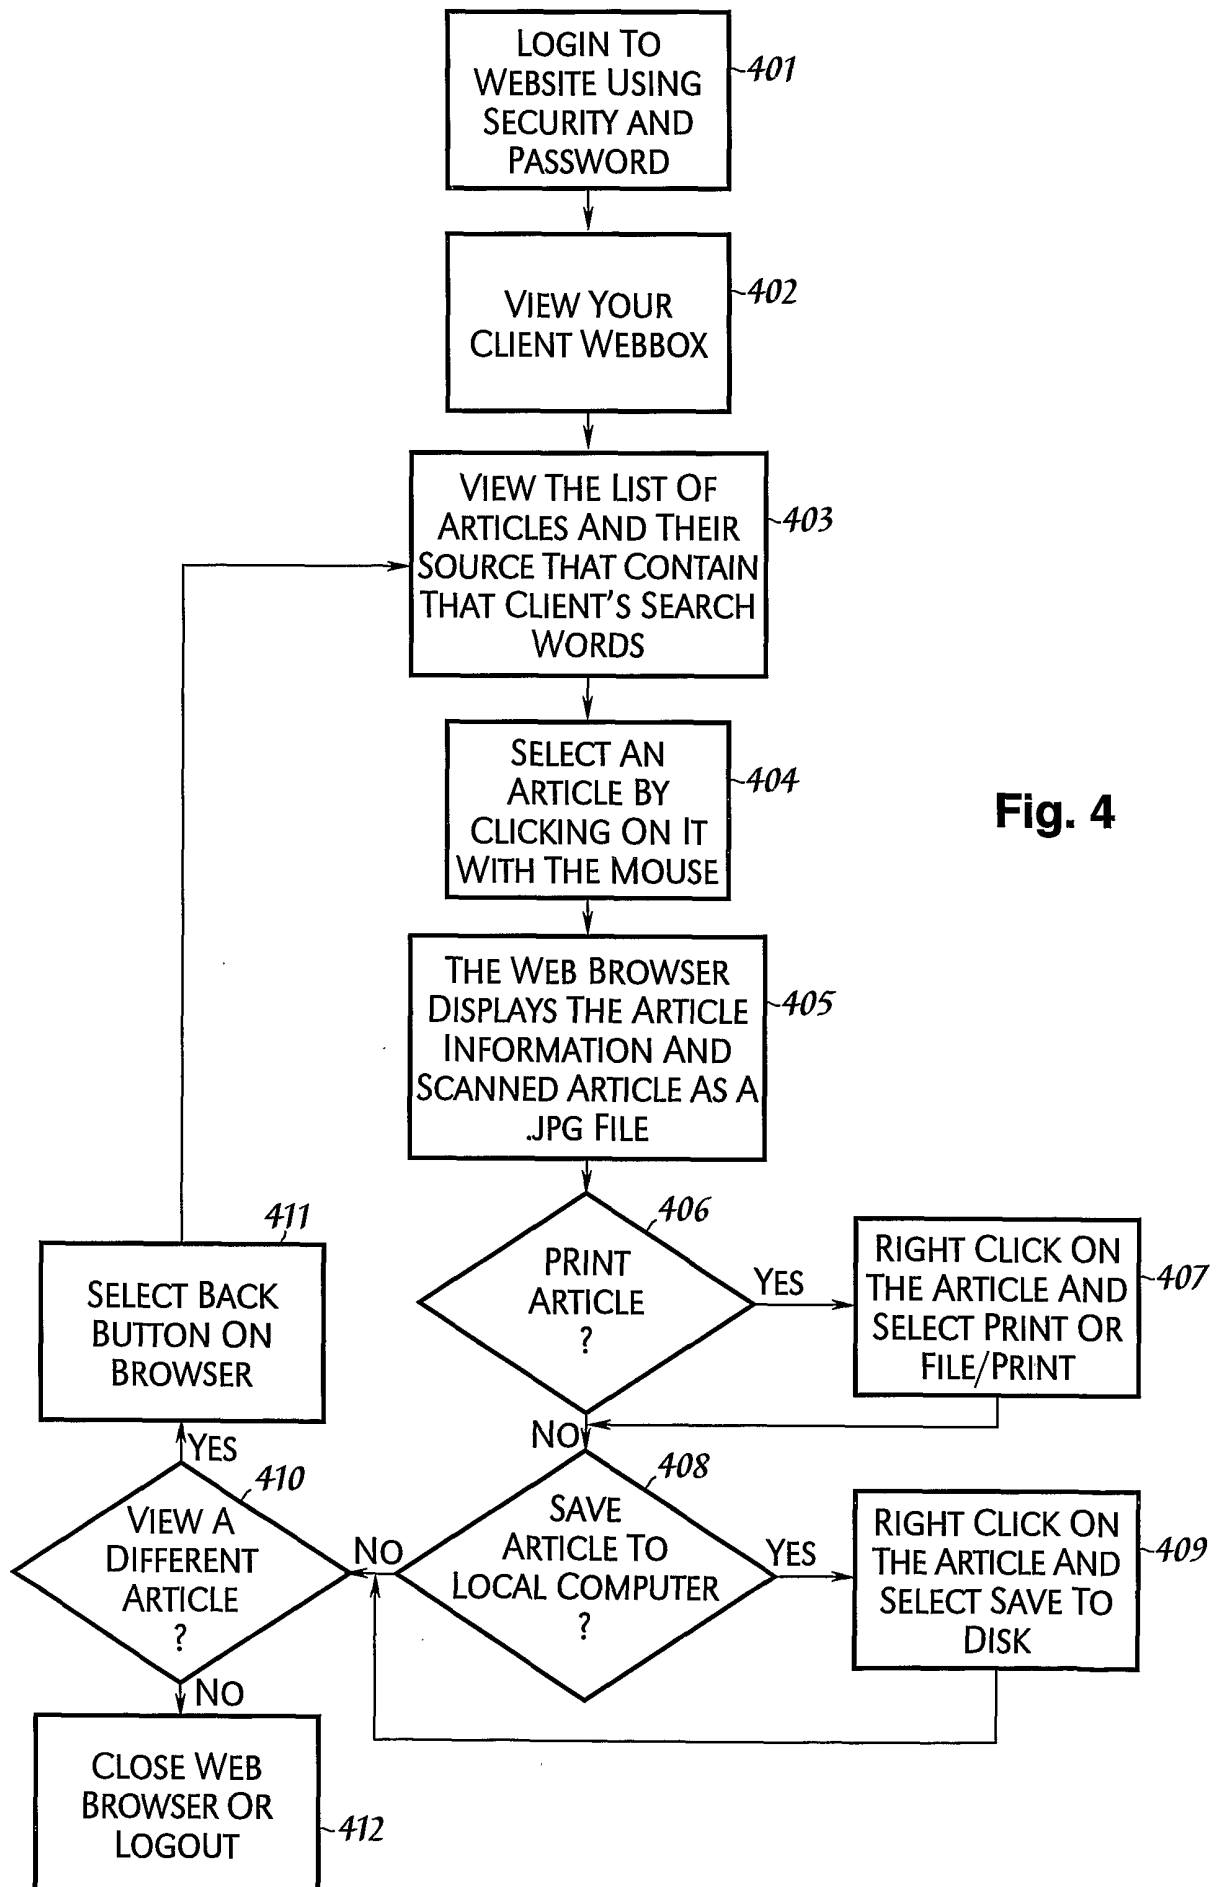 LOGIN TO
WEBSITE USING
SECURITY AND
PASSWORD
401
VIEW YOUR
CLIENT WEBBOX
402
VIEW THE LIST OF
ARTICLES AND THEIR
SOURCE THAT CONTAIN
THAT CLIENT'S SEARCH
WORDS
403
SELECT AN
ARTICLE BY
CLICKING ON IT
WITH THE MOUSE
404
Fig. 4
THE WEB BROWSER
DISPLAYS THE ARTICLE
INFORMATION AND
SCANNED ARTICLE AS A
.JPG FILE
405
PRINT
ARTICLE
?
406
YES
RIGHT CLICK ON
THE ARTICLE AND
SELECT PRINT OR
FILE/PRINT
407
NO
SAVE
ARTICLE TO
LOCAL COMPUTER
?
408
YES
RIGHT CLICK ON
THE ARTICLE AND
SELECT SAVE TO
DISK
409
NO
VIEW A
DIFFERENT
ARTICLE
?
410
YES
SELECT BACK
BUTTON ON
BROWSER
411
NO
CLOSE WEB
BROWSER OR
LOGOUT
412